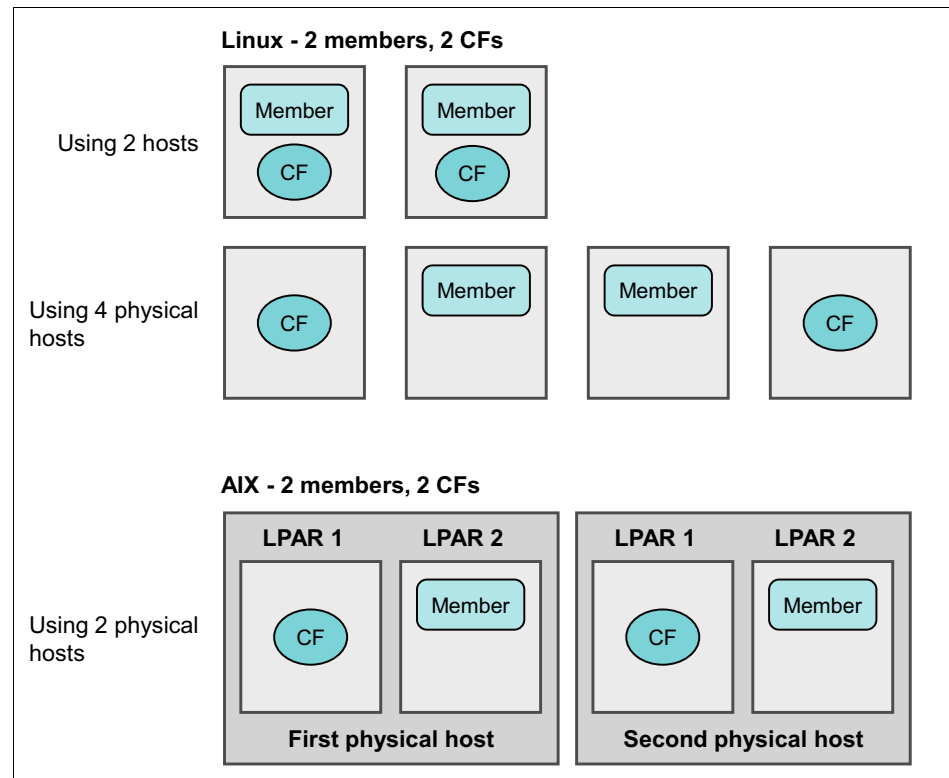 Linux - 2 members, 2 CFs
Using 2 hosts
Member
CF
Member
CF
Using 4 physical
hosts
CF
Member
Member
CF
AIX - 2 members, 2 CFs
Using 2 physical
hosts
LPAR 1
LPAR 2
CF
Member
First physical host
LPAR 1
LPAR 2
CF
Member
Second physical host